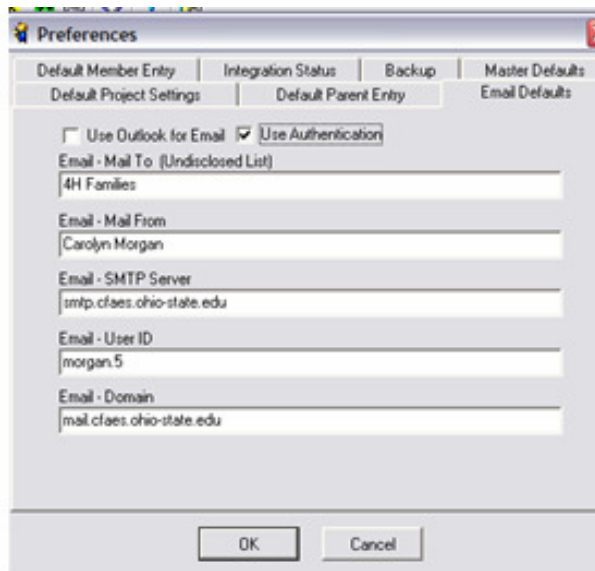 Preferences
Default Member Entry Integration Status Backup Master Defaults
Default Project Settings Default Parent Entry Email Defaults
Use Outlook for Email Use Authentication
Email - Mail To (Undisclosed List)
4H Families
Email - Mail From
Carolyn Morgan
Email - SMTP Server
smtp.cfaes.ohio-state.edu
Email - User ID
morgan.5
Email - Domain
mail.cfaes.ohio-state.edu
OK Cancel